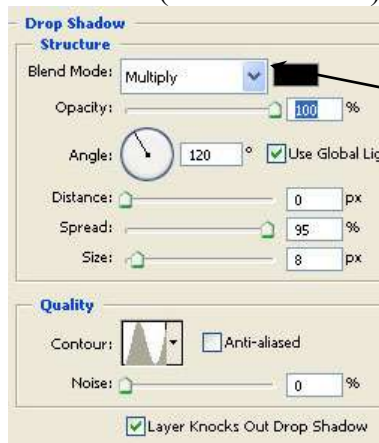 Drop Shadow
Structure
Blend Mode: Multiply
Opacity: 100 %
Angle: 120 ° Use Global Lig
Distance: 0 px
Spread: 95 %
Size: 8 px
Quality
Contour: Anti-aliased
Noise: 0 %
Layer Knocks Out Drop Shadow